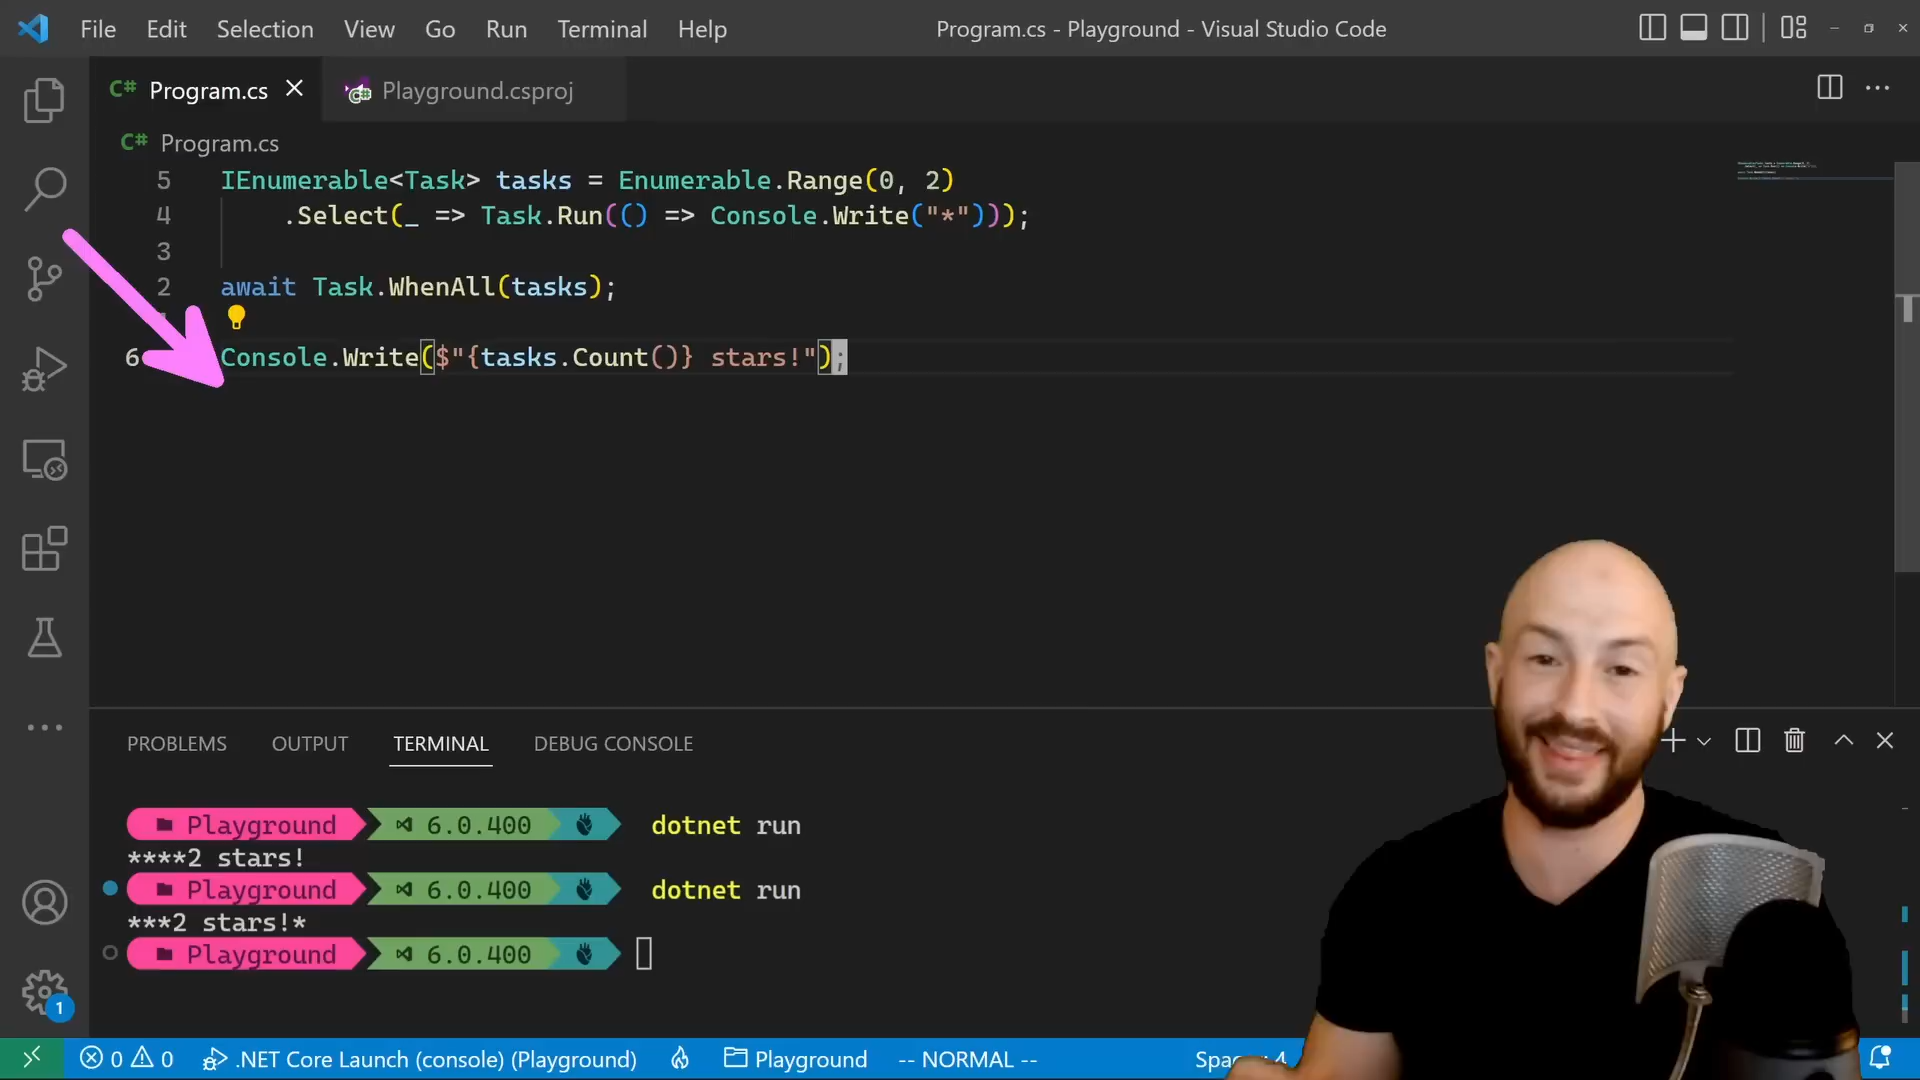 File Edit Selection View Go Run Terminal Help Program.cs - Playground - Visual Studio Code
C# Program.cs Playground.csproj
C# Program.cs
5 IEnumerable<Task> tasks = Enumerable.Range(0, 2)
4 .Select(_ => Task.Run(() => Console.Write("*")));
3
2 await Task.WhenAll(tasks);
6 Console.Write($"{tasks.Count()} stars!");
PROBLEMS OUTPUT TERMINAL DEBUG CONSOLE
Playground 6.0.400 dotnet run
****2 stars!
Playground 6.0.400 dotnet run
***2 stars!*
Playground 6.0.400
1
0 0 .NET Core Launch (console) (Playground) Playground -- NORMAL -- 4